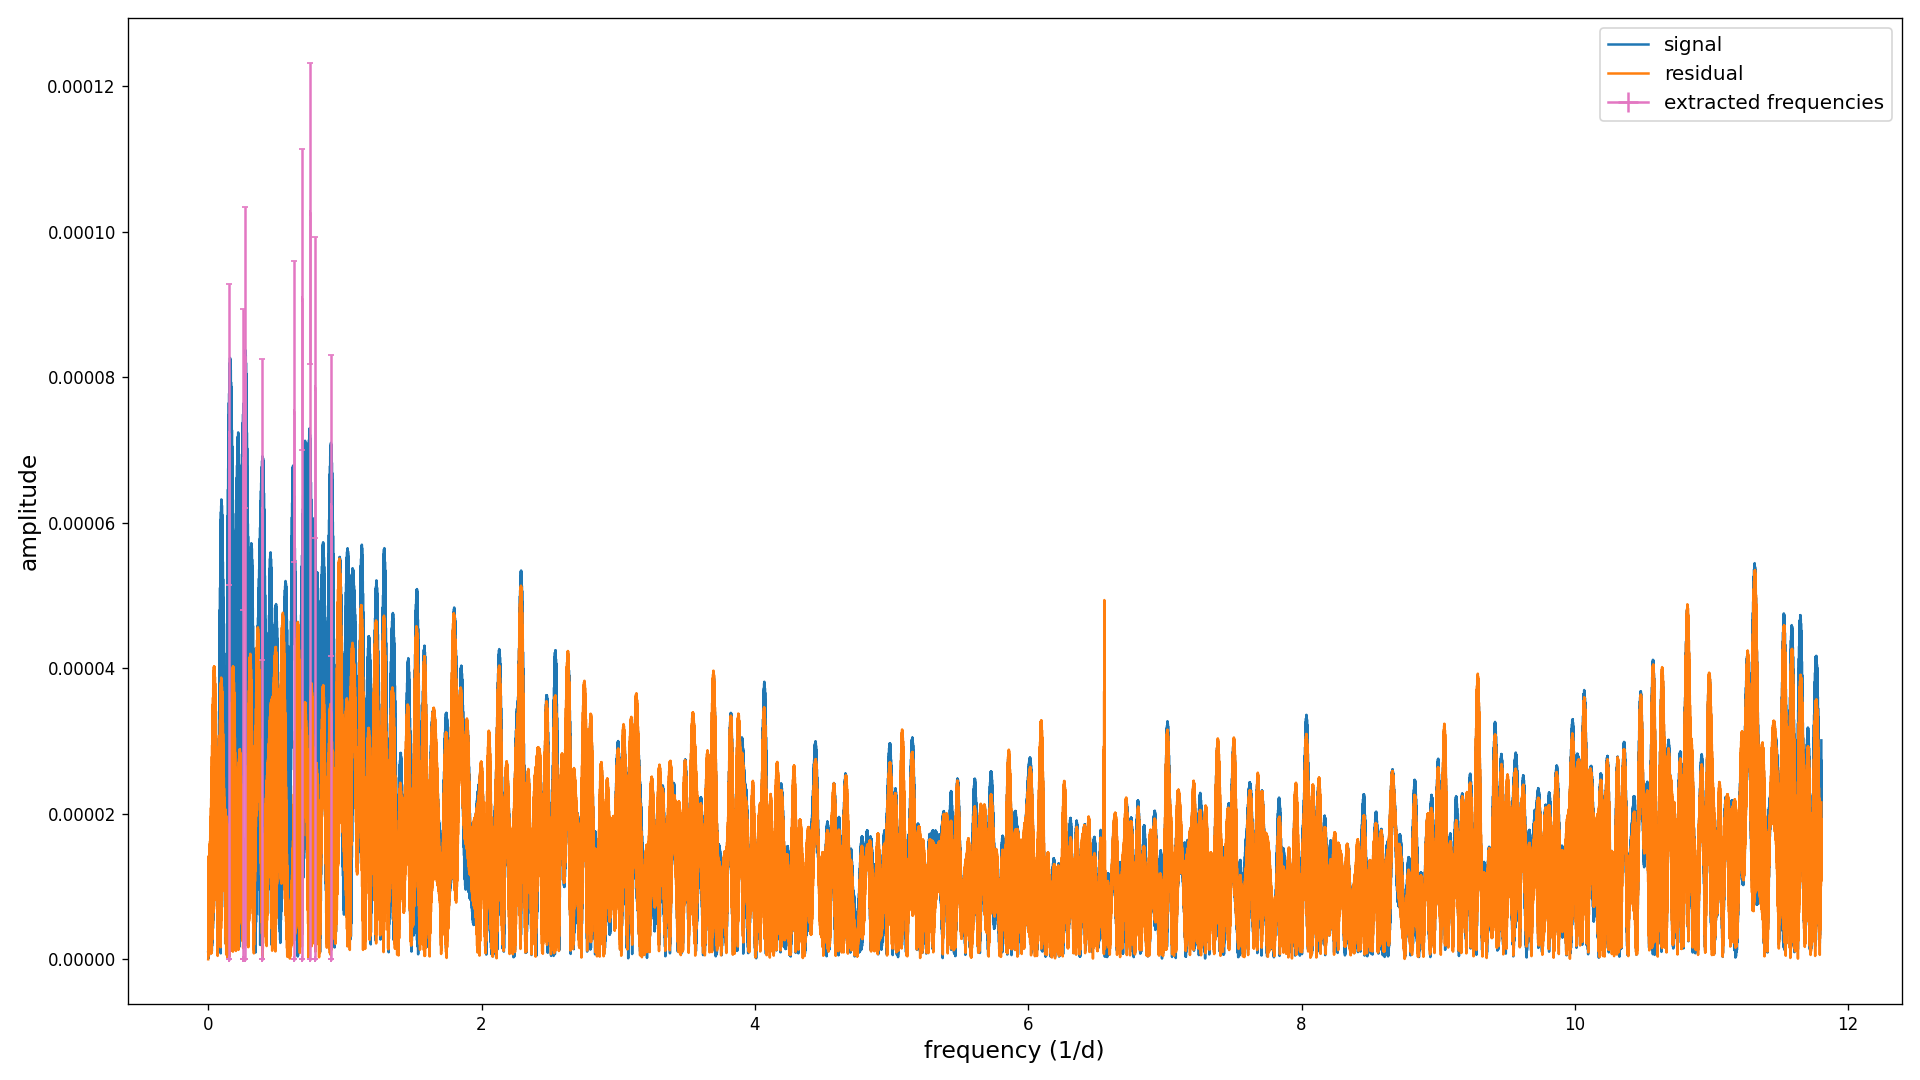 signal
residual
extracted frequencies
amplitude
0.00012
0.00010
0.00008
0.00006
0.00004
0.00002
0.00000
0 2 4 6 8 10 12
frequency (1/d)